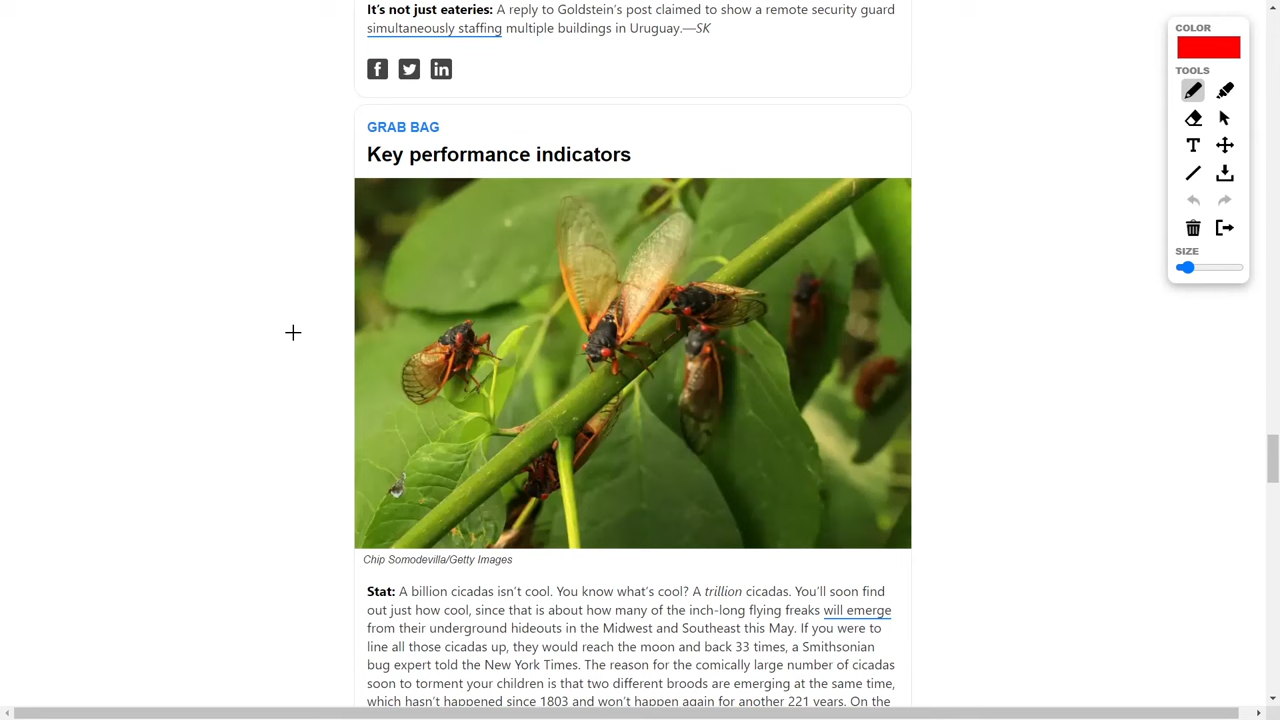 It's not just eateries: A reply to Goldstein's post claimed to show a remote security guard
simultaneously staffing multiple buildings in Uruguay.—SK
GRAB BAG
Key performance indicators
Chip Somodevilla/Getty Images
Stat: A billion cicadas isn't cool. You know what's cool? A trillion cicadas. You'll soon find
out just how cool, since that is about how many of the inch-long flying freaks will emerge
from their underground hideouts in the Midwest and Southeast this May. If you were to
line all those cicadas up, they would reach the moon and back 33 times, a Smithsonian
bug expert told the New York Times. The reason for the comically large number of cicadas
soon to torment your children is that two different broods are emerging at the same time,
which hasn't happened since 1803 and won't happen again for another 221 years. On the
COLOR
TOOLS
SIZE